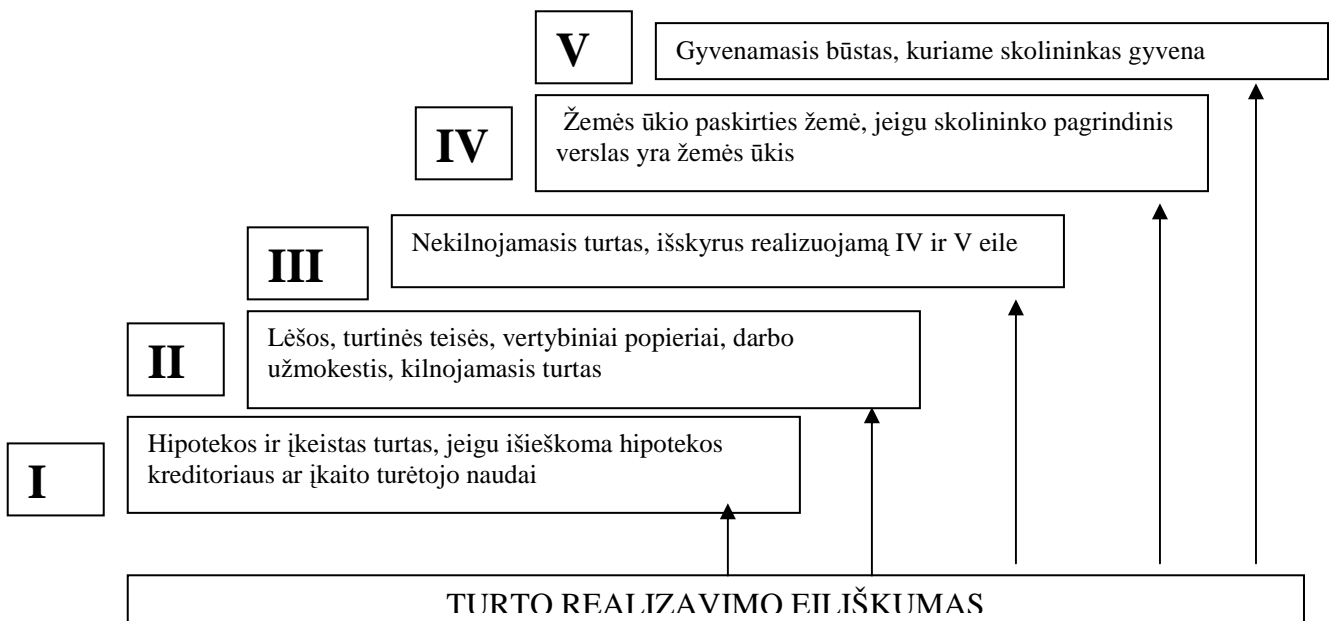 V
Gyvenamasis būstas, kuriame skolininkas gyvena
IV
Žemės ūkio paskirties žemė, jeigu skolininko pagrindinis
verslas yra žemės ūkis
III
Nekilnojamasis turtas, išskyrus realizuojamą IV ir V eile
II
Lėšos, turtinės teisės, vertybiniai popieriai, darbo
užmokestis, kilnojamasis turtas
I
Hipotekos ir įkeistas turtas, jeigu išieškoma hipotekos
kreditoriaus ar įkaito turėtojo naudai
TURTO REALIZAVIMO EILIŠKUMAS